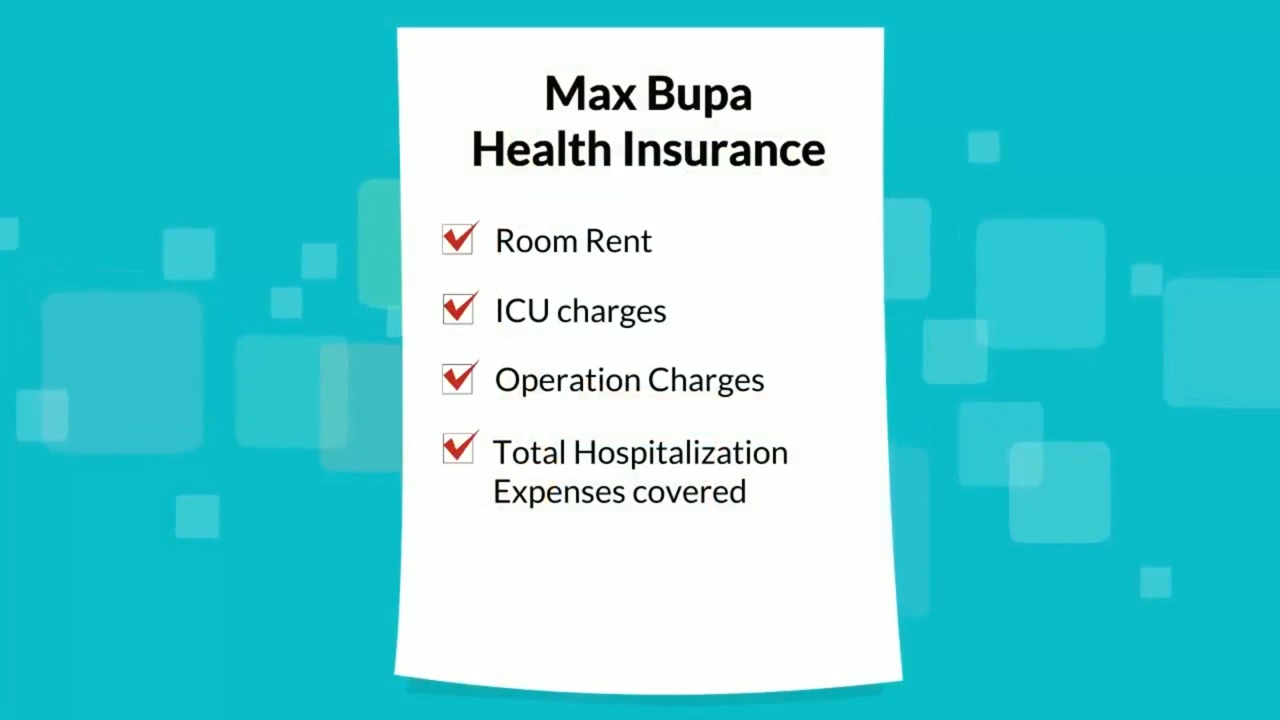 Max Bupa
Health Insurance
Room Rent
ICU charges
Operation Charges
Total Hospitalization
Expenses covered